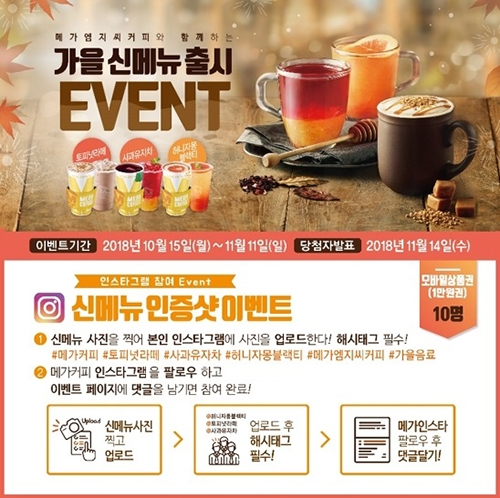 메가엠지씨커피와 함께하는
가을 신메뉴 출시
EVENT
토피넛라떼
사과유자차
허니자몽
블랙티
이벤트기간 2018년 10월 15일(월)~11월 11일(일) 당첨자발표 2018년 11월 14일(수)
인스타그램 참여 Event
신메뉴 인증샷 이벤트
모바일상품권
(1만원권)
10명
1 신메뉴 사진을 찍어 본인 인스타그램에 사진을 업로드한다! 해시태그 필수!
#메가커피 #토피넛라떼 #사과유자차 #허니자몽블랙티 #메가엠지씨커피 #가을음료
2 메가커피 인스타그램을 팔로우 하고
이벤트 페이지에 댓글을 남기면 참여 완료!
Upload
신메뉴사진
찍고
업로드
#허니자몽블랙티
#토피넛라떼
#사과유자차
업로드 후
해시태그
필수!
메가인스타
팔로우 후
댓글달기!